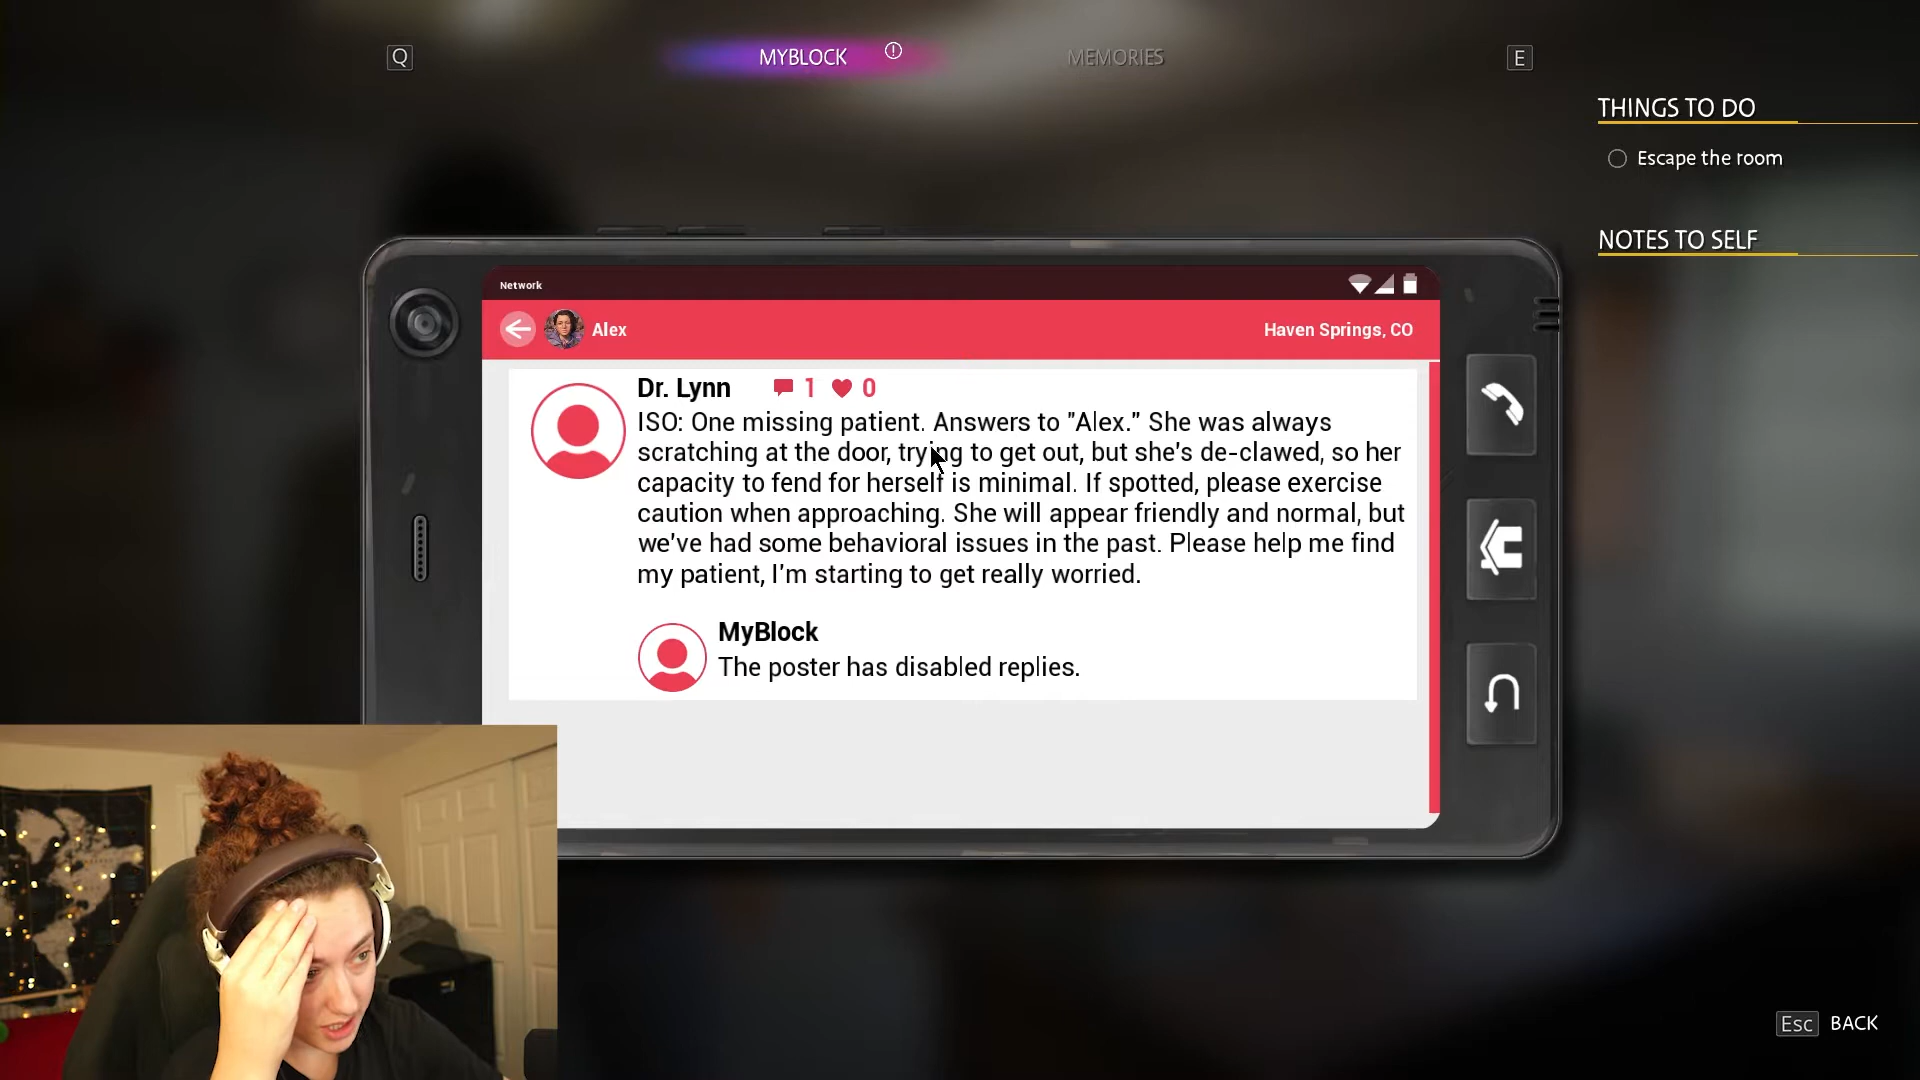 Q
MYBLOCK
MEMORIES
E
THINGS TO DO
Escape the room
NOTES TO SELF
Network
Alex
Haven Springs, CO
Dr. Lynn 1 0
ISO: One missing patient. Answers to "Alex." She was always
scratching at the door, trying to get out, but she's de-clawed, so her
capacity to fend for herself is minimal. If spotted, please exercise
caution when approaching. She will appear friendly and normal, but
we've had some behavioral issues in the past. Please help me find
my patient, I'm starting to get really worried.
MyBlock
The poster has disabled replies.
Esc BACK